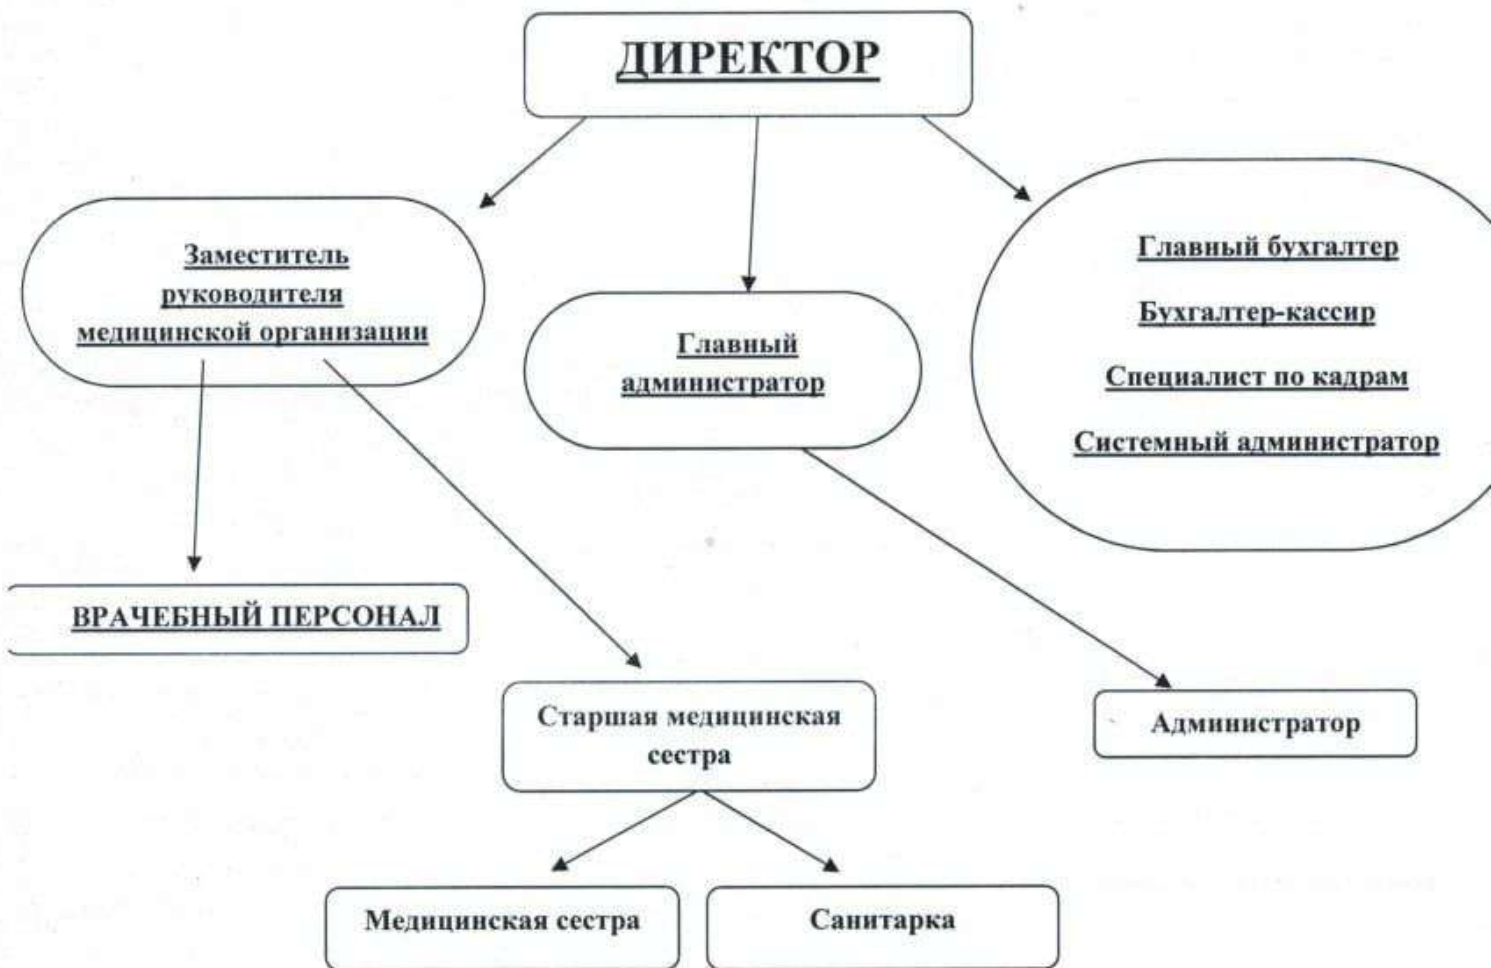 ДИРЕКТОР
Заместитель
руководителя
медицинской организации
Главный
администратор
Главный бухгалтер
Бухгалтер-кассир
Специалист по кадрам
Системный администратор
ВРАЧЕБНЫЙ ПЕРСОНАЛ
Старшая медицинская
сестра
Администратор
Медицинская сестра
Санитарка